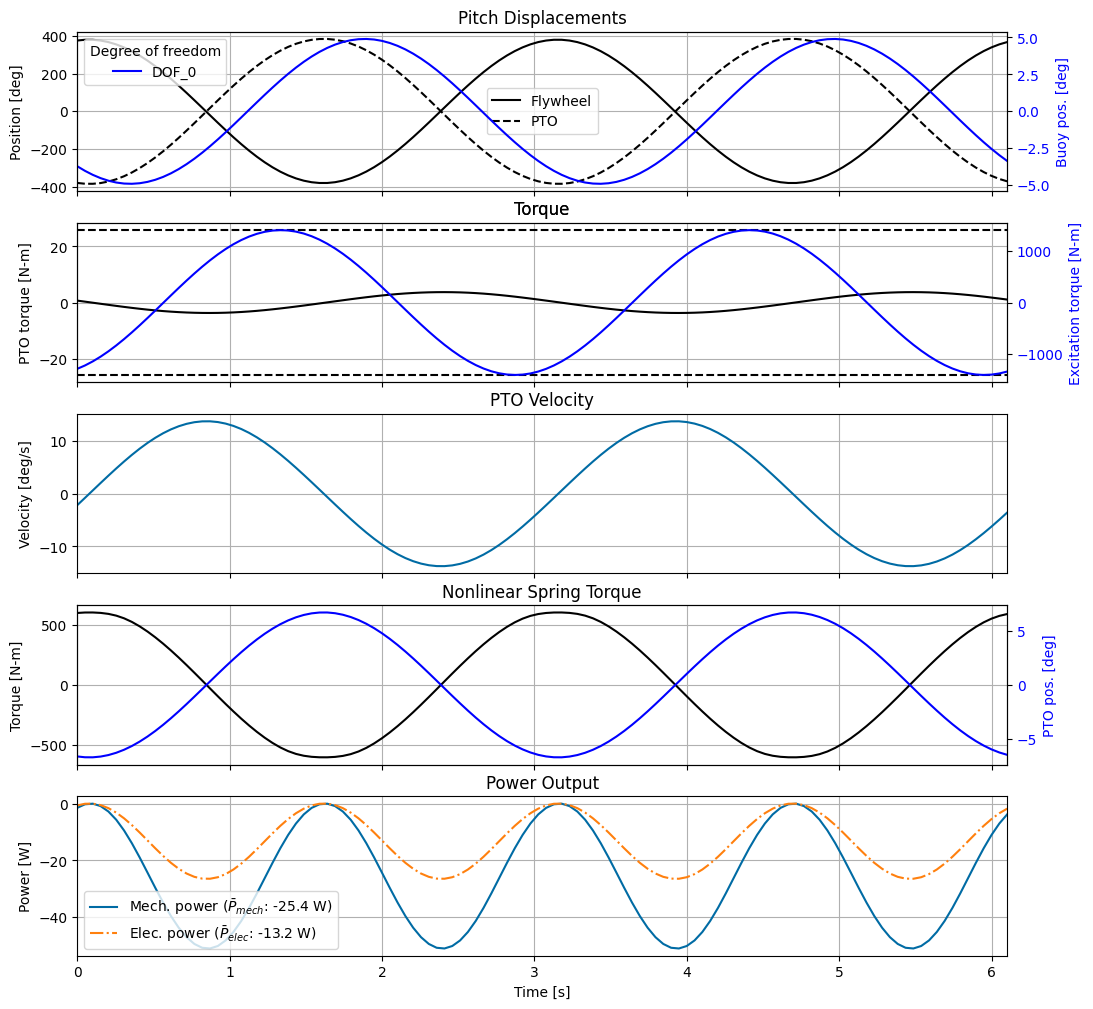 Pitch Displacements
Position [deg]
400
200
0
−200
−400
Degree of freedom
DOF_0
Flywheel
PTO
5.0
2.5
0.0
−2.5
−5.0
Buoy pos. [deg]
Torque
PTO torque [N-m]
20
0
−20
1000
0
−1000
Excitation torque [N-m]
PTO Velocity
Velocity [deg/s]
10
0
−10
Nonlinear Spring Torque
Torque [N-m]
500
0
−500
5
0
−5
PTO pos. [deg]
Power Output
Power [W]
0
−20
−40
Mech. power (P̄mech: -25.4 W)
Elec. power (P̄elec: -13.2 W)
0 1 2 3 4 5 6
Time [s]